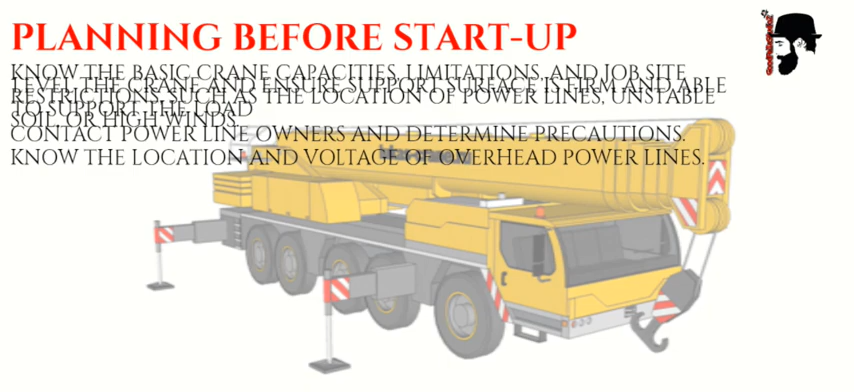 PLANNING BEFORE START-UP
KNOW THE BASIC CRANE CAPACITIES, LIMITATIONS, AND JOB SITE
LEVEL THE CRANE AND ENSURE SUPPORT SURFACE IS FIRM AND ABLE
RESTRICTIONS, SUCH AS THE LOCATION OF POWER LINES, UNSTABLE
TO SUPPORT THE LOAD
SOIL, OR HIGH WINDS.
CONTACT POWER LINE OWNERS AND DETERMINE PRECAUTIONS.
KNOW THE LOCATION AND VOLTAGE OF OVERHEAD POWER LINES.